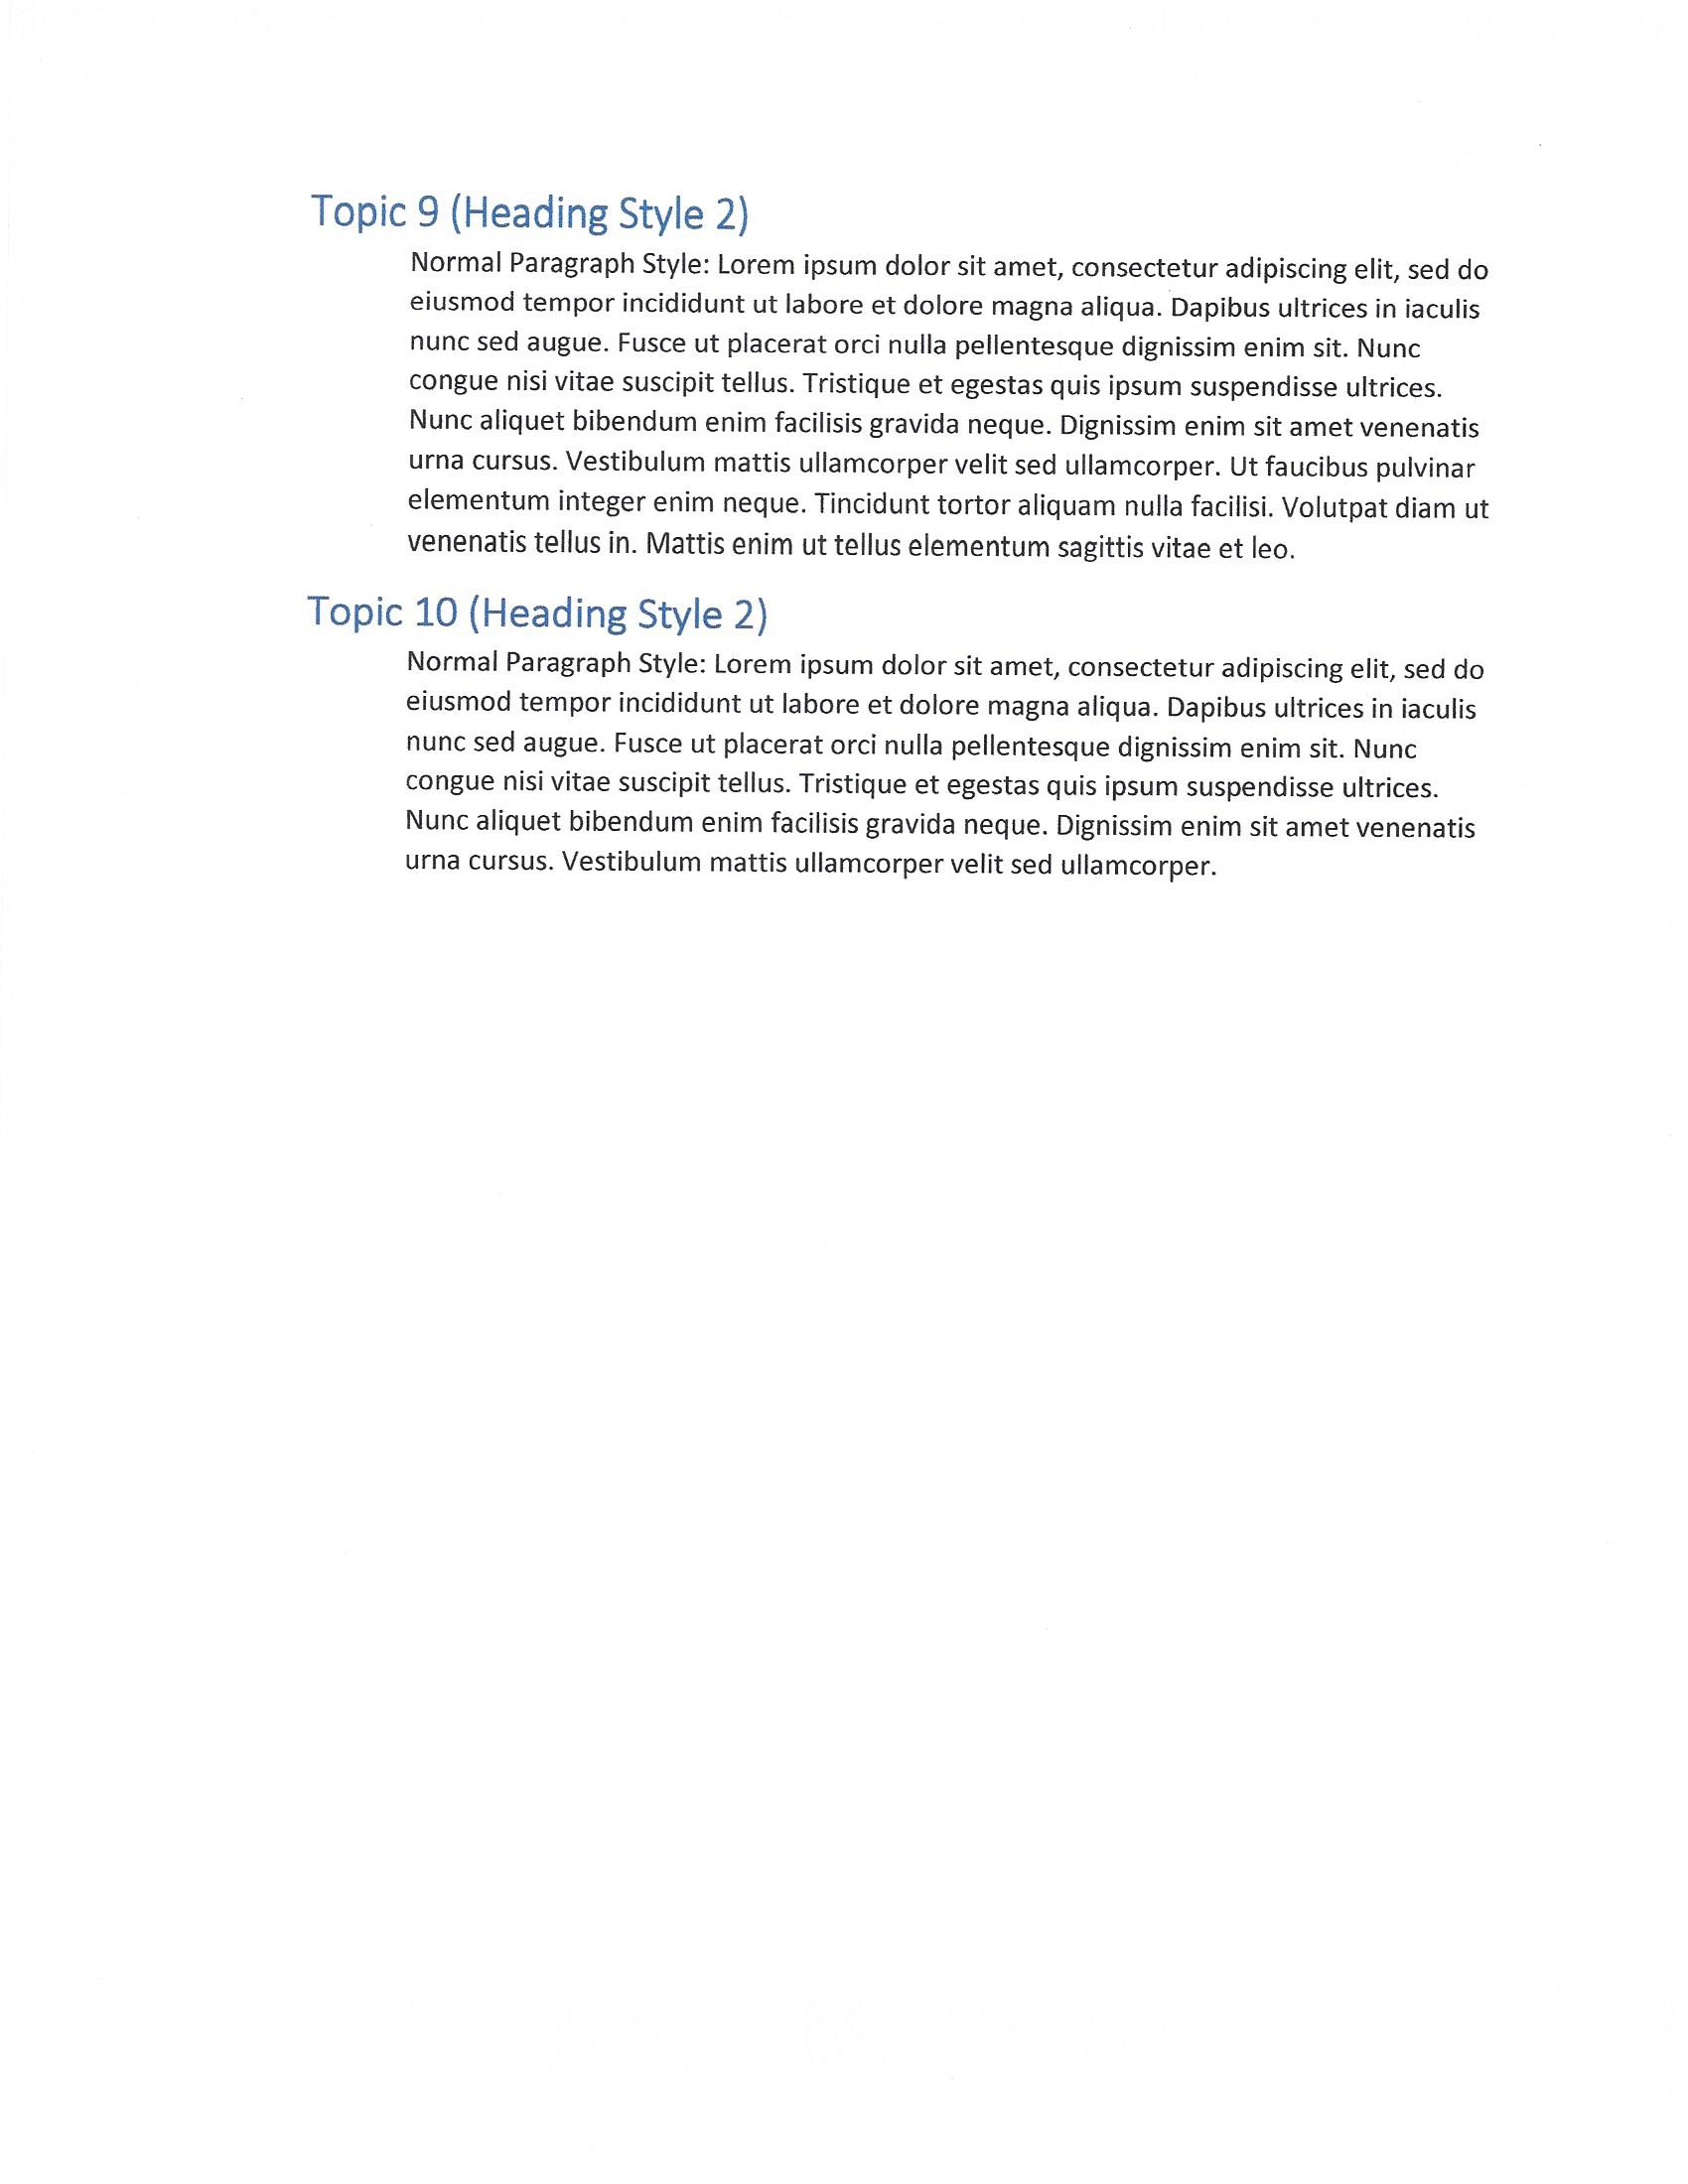 Topic 9 (Heading Style 2)
Normal Paragraph Style: Lorem ipsum dolor sit amet, consectetur adipiscing elit, sed do
eiusmod tempor incididunt ut labore et dolore magna aliqua. Dapibus ultrices in iaculis
nunc sed augue. Fusce ut placerat orci nulla pellentesque dignissim enim sit. Nunc
congue nisi vitae suscipit tellus. Tristique et egestas quis ipsum suspendisse ultrices.
Nunc aliquet bibendum enim facilisis gravida neque. Dignissim enim sit amet venenatis
urna cursus. Vestibulum mattis ullamcorper velit sed ullamcorper. Ut faucibus pulvinar
elementum integer enim neque. Tincidunt tortor aliquam nulla facilisi. Volutpat diam ut
venenatis tellus in. Mattis enim ut tellus elementum sagittis vitae et leo.
Topic 10 (Heading Style 2)
Normal Paragraph Style: Lorem ipsum dolor sit amet, consectetur adipiscing elit, sed do
eiusmod tempor incididunt ut labore et dolore magna aliqua. Dapibus ultrices in iaculis
nunc sed augue. Fusce ut placerat orci nulla pellentesque dignissim enim sit. Nunc
congue nisi vitae suscipit tellus. Tristique et egestas quis ipsum suspendisse ultrices.
Nunc aliquet bibendum enim facilisis gravida neque. Dignissim enim sit amet venenatis
urna cursus. Vestibulum mattis ullamcorper velit sed ullamcorper.